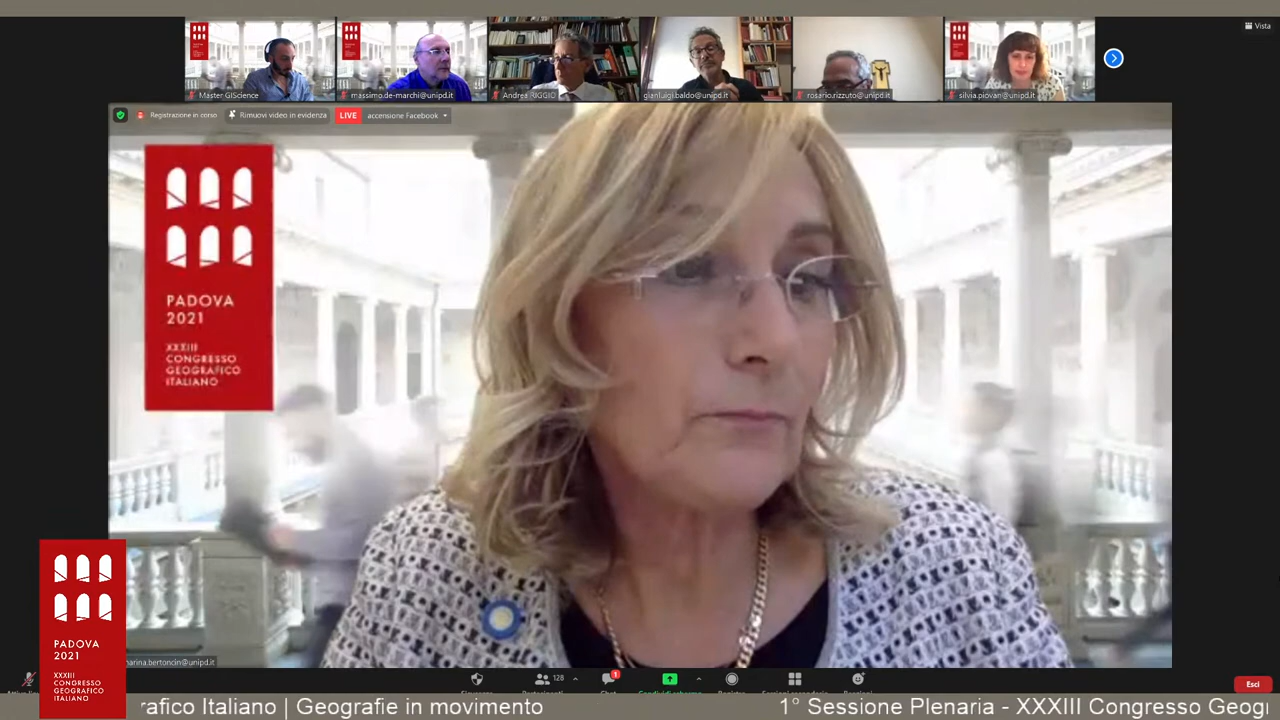 Vista
Master GIScience
massimo.de-marchi@unipd.it
Andrea RIGGIO
gianluigi.baldo@unipd.it
rosario.rizzuto@unipd.it
silvia.piovan@unipd.it
Registrazione in corso
Rimuovi video in evidenza
LIVE
accensione Facebook
PADOVA
2021
XXXIII
CONGRESSO
GEOGRAFICO
ITALIANO
marina.bertoncin@unipd.it
128
1
Esci
PADOVA
2021
XXXIII
CONGRESSO
GEOGRAFICO
ITALIANO
rafico Italiano | Geografie in movimento
1° Sessione Plenaria - XXXIII Congresso Geogr